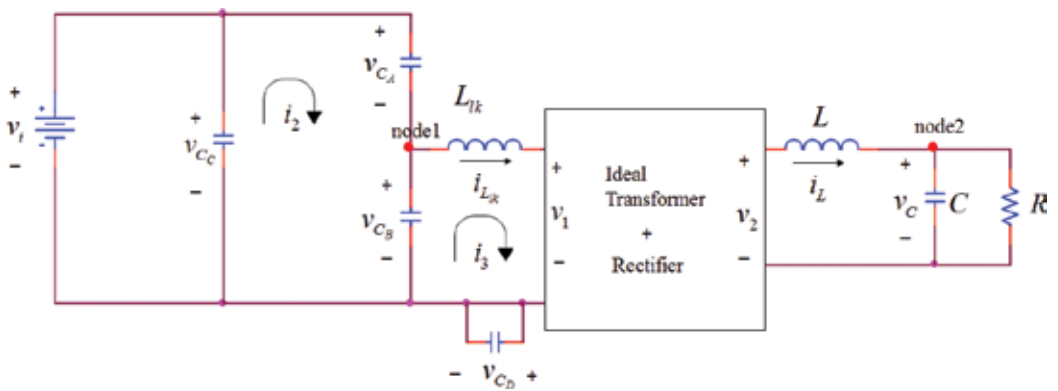 +
+
-
v_i
-
+
v_{C_C}
-
i_2
+
v_{C_A}
-
node1
L_{lk}
i_{L_{lk}}
+
v_{C_B}
-
i_3
+
v_1
-
Ideal
Transformer
+
Rectifier
+
v_2
-
L
i_L
node2
+
v_C
-
C
R
- v_{C_D} +